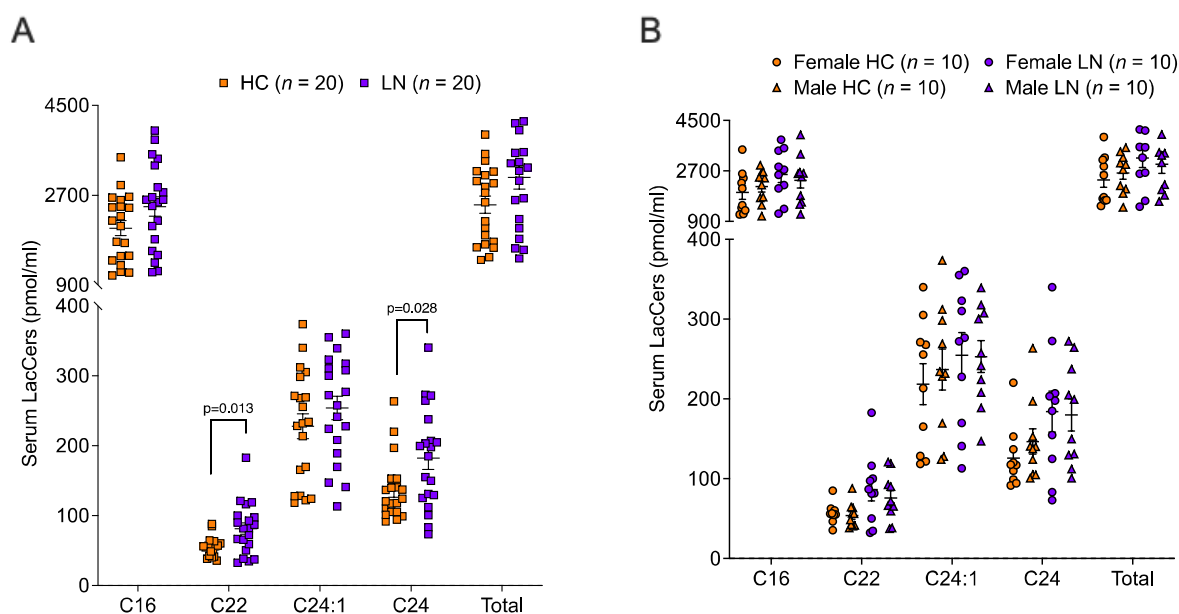 A
HC (n = 20) LN (n = 20)
Serum LacCers (pmol/ml)
4500
2700
900
400
300
200
100
0
p=0.013
p=0.028
C16 C22 C24:1 C24 Total
B
Female HC (n = 10) Female LN (n = 10)
Male HC (n = 10) Male LN (n = 10)
Serum LacCers (pmol/ml)
4500
2700
900
400
300
200
100
0
C16 C22 C24:1 C24 Total